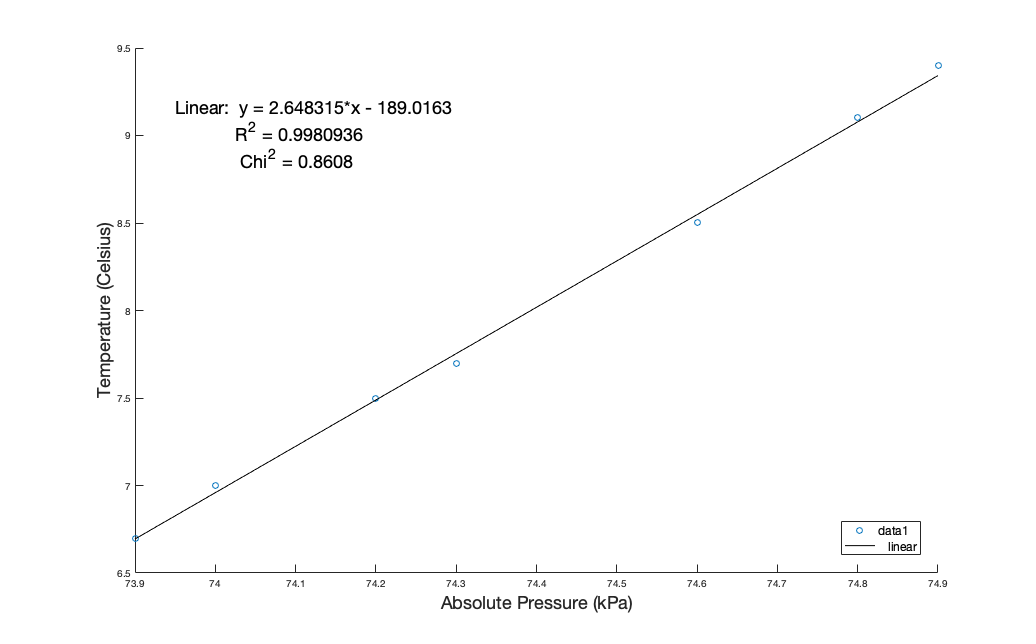 9.5
Linear: y = 2.648315*x - 189.0163
R² = 0.9980936
Chi² = 0.8608
9
8.5
Temperature (Celsius)
8
7.5
7
6.5
data1
linear
73.9 74 74.1 74.2 74.3 74.4 74.5 74.6 74.7 74.8 74.9
Absolute Pressure (kPa)